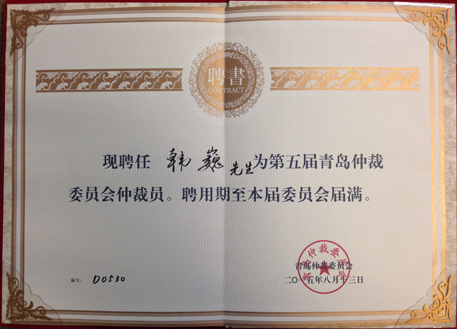 聘書
CONTRACT
现聘任 韩巍 先生 为第五届青岛仲裁
委员会仲裁员。聘用期至本届委员会届满。
青岛仲裁委员会
二〇一五年八月十三日
编号: D0530